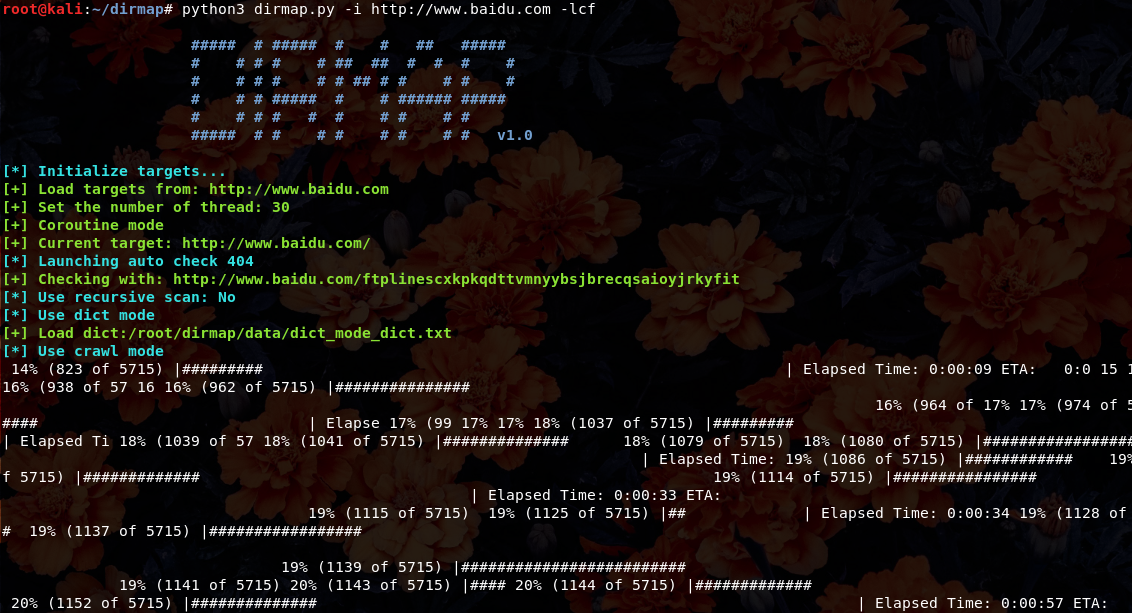 root@kali:~/dirmap# python3 dirmap.py -i http://www.baidu.com -lcf
##### # ##### # # ## #####
# # # # # ## ## # # # #
# # # # # # ## # # # # #
# # # ##### # # ###### #####
# # # # # # # # # #
##### # # # # # # # # v1.0
[*] Initialize targets...
[+] Load targets from: http://www.baidu.com
[+] Set the number of thread: 30
[+] Coroutine mode
[+] Current target: http://www.baidu.com/
[*] Launching auto check 404
[+] Checking with: http://www.baidu.com/ftplinescxkpkqdttvmnyybsjbrecqsaioyjrkyfit
[*] Use recursive scan: No
[*] Use dict mode
[+] Load dict:/root/dirmap/data/dict_mode_dict.txt
[*] Use crawl mode
14% (823 of 5715) |######### | Elapsed Time: 0:00:09 ETA: 0:0 15 1
16% (938 of 57 16 16% (962 of 5715) |###############
16% (964 of 17% 17% (974 of 5
#### | Elapse 17% (99 17% 17% 18% (1037 of 5715) |#########
| Elapsed Ti 18% (1039 of 57 18% (1041 of 5715) |############## 18% (1079 of 5715) 18% (1080 of 5715) |#################
| Elapsed Time: 19% (1086 of 5715) |############ 19%
f 5715) |############# 19% (1114 of 5715) |################
| Elapsed Time: 0:00:33 ETA:
19% (1115 of 5715) 19% (1125 of 5715) |## | Elapsed Time: 0:00:34 19% (1128 of
# 19% (1137 of 5715) |#################
19% (1139 of 5715) |#########################
19% (1141 of 5715) 20% (1143 of 5715) |#### 20% (1144 of 5715) |#############
20% (1152 of 5715) |############## | Elapsed Time: 0:00:57 ETA: